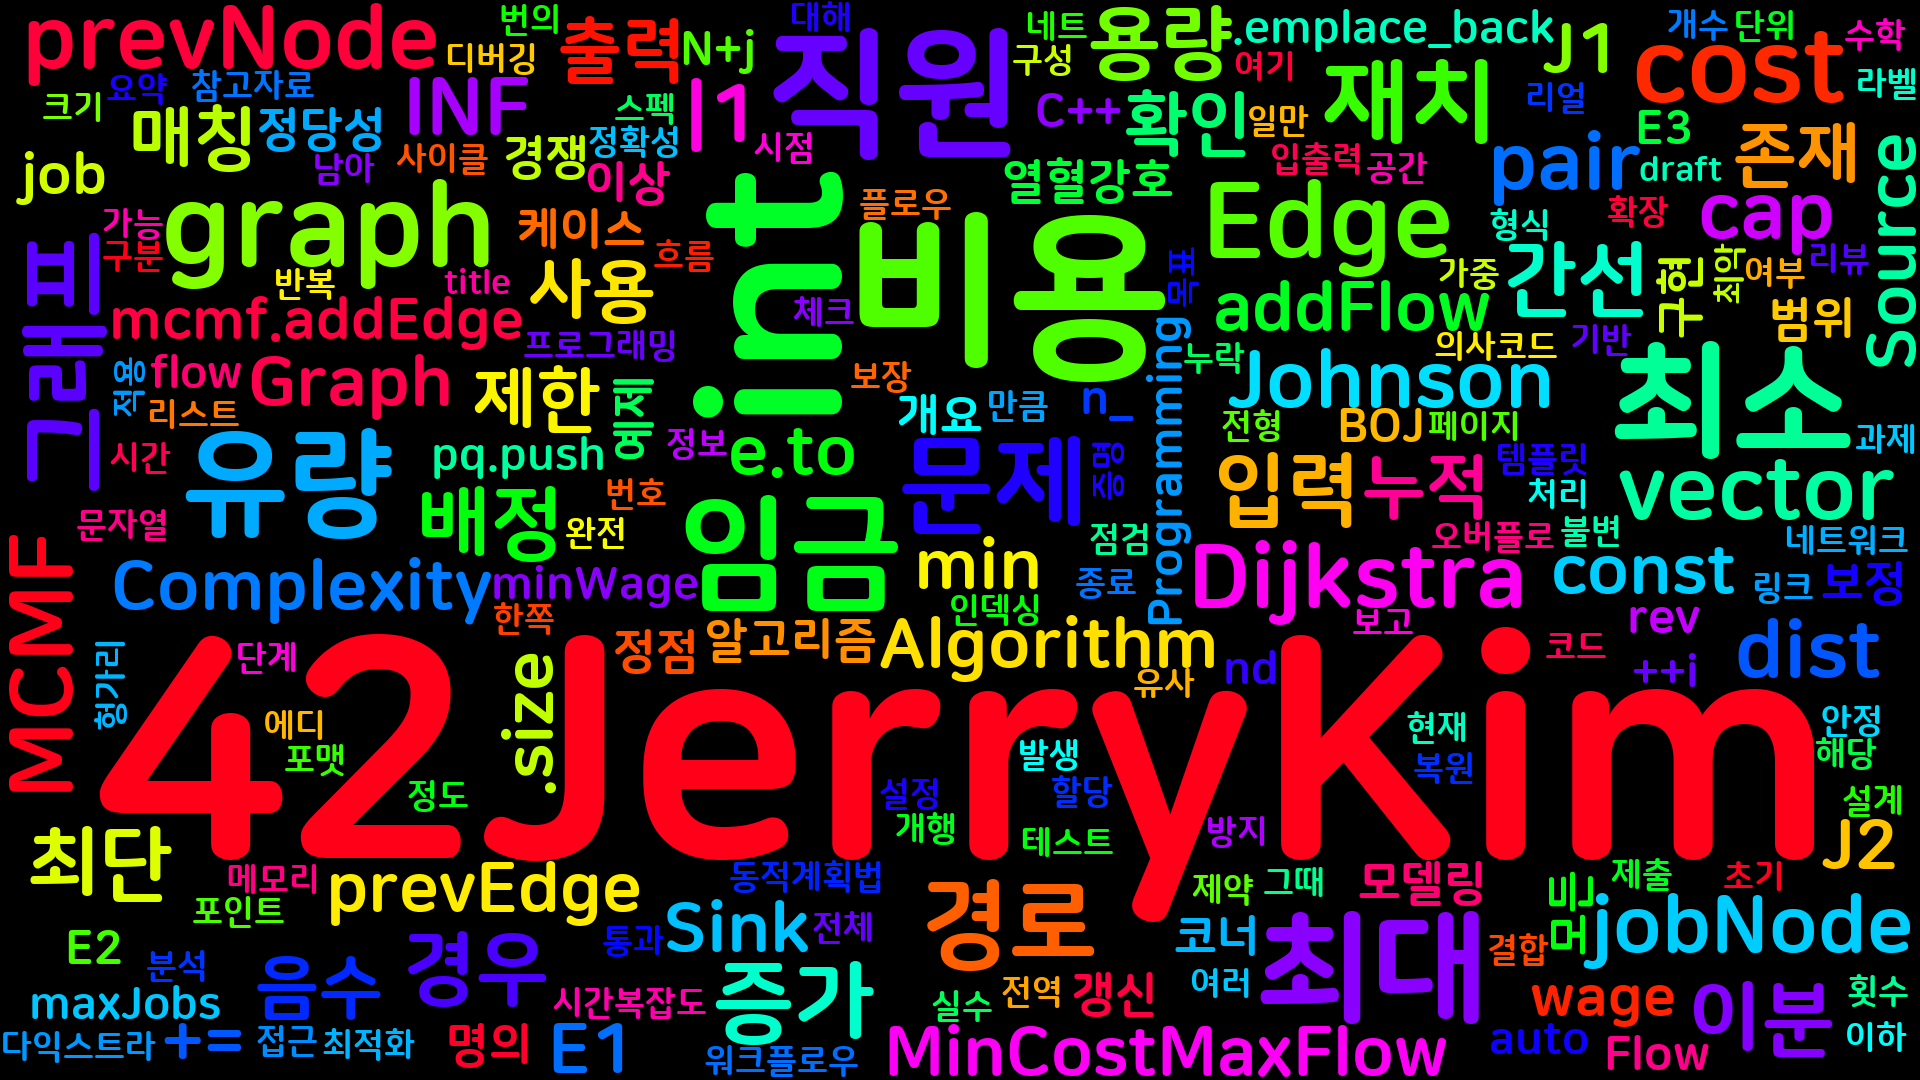 prevNode
번의
디버깅
출력
N+j
대해
직원
네트
구성
용량
.emplace_back
여기
J1
개수
단위
수학
cost
라벨
크기
요약
참고자료
매칭
정당성
INF
스펙
정확성
I1
시점
C++
확인
일만
재치
리얼
E3
존재
job
남아
사이클
경쟁
이상
열혈강호
입출력
공간
pair
draft
Source
가능
구분
graph
케이스
흐름
int
플로우
비용
Edge
형식
확장
cap
그래프
반복
title
사용
체크
목표
가중
간선
구현
최악
여부
리뷰
mcmf.addEdge
프로그래밍
addFlow
의사코드
기반
범위
적용
flow
리스트
Graph
제한
예제
보장
개요
만큼
n_
누락
Johnson
최소
시간
유량
pq.push
정보
e.to
문제
증명
Programming
전형
BOJ
페이지
과제
문자열
배정
번호
완전
임금
min
점검
입력
누적
템플릿
처리
vector
MCMF
Complexity
minWage
한쪽
인덱싱
종료
Dijkstra
오버플로
불변
const
네트워크
링크
보정
헝가리
단계
정점
알고리즘
Algorithm
보고
유사
nd
코드
rev
++i
dist
42JerryKim
에디
포맷
정도
.size
발생
설정
할당
개행
테스트
방지
현재
복원
안정
해당
설계
J2
최단
메모리
포인트
prevEdge
동적계획법
경로
제약
그때
모델링
비머
제출
초기
jobNode
E2
분석
경우
통과
Sink
전체
코너
최대
결합
maxJobs
음수
시간복잡도
증가
실수
전역
갱신
여러
wage
이분
횟수
다익스트라
+=
접근
최적화
명의
E1
워크플로우
MinCostMaxFlow
auto
Flow
이하